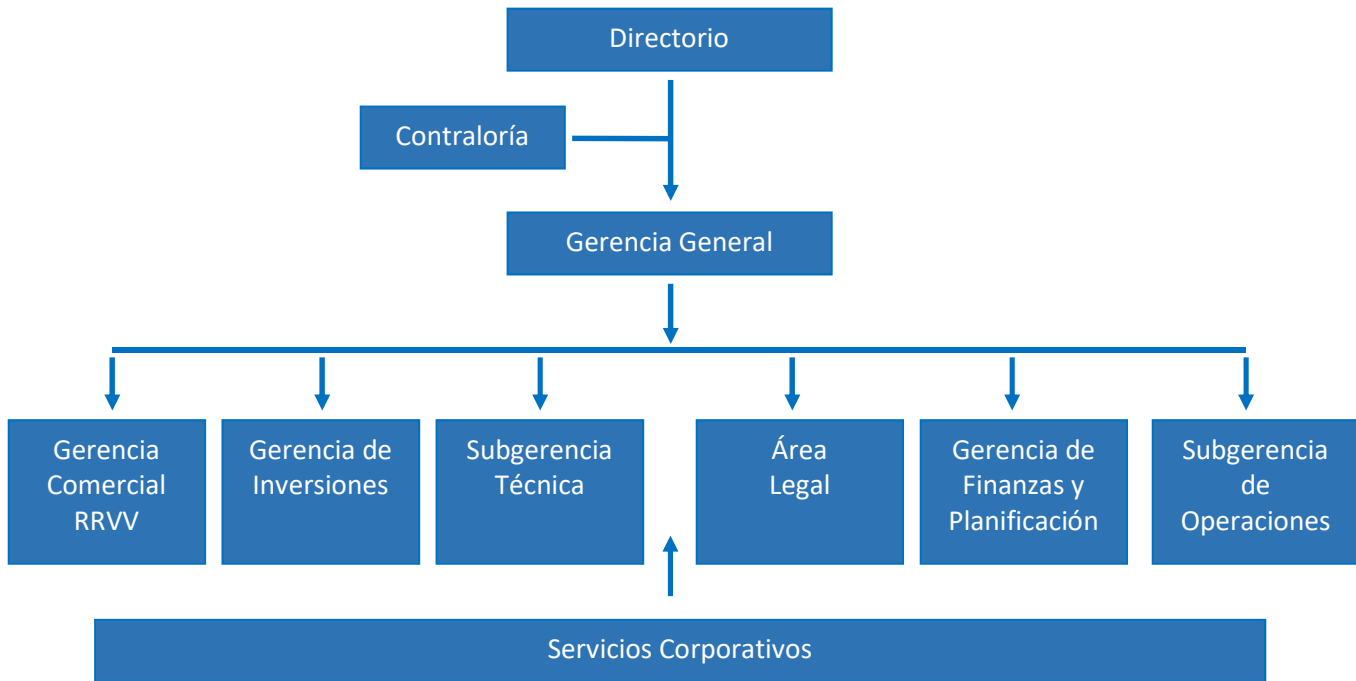 Directorio
Contraloría
Gerencia General
Gerencia
Comercial
RRVV
Gerencia de
Inversiones
Subgerencia
Técnica
Área
Legal
Gerencia de
Finanzas y
Planificación
Subgerencia
de
Operaciones
Servicios Corporativos